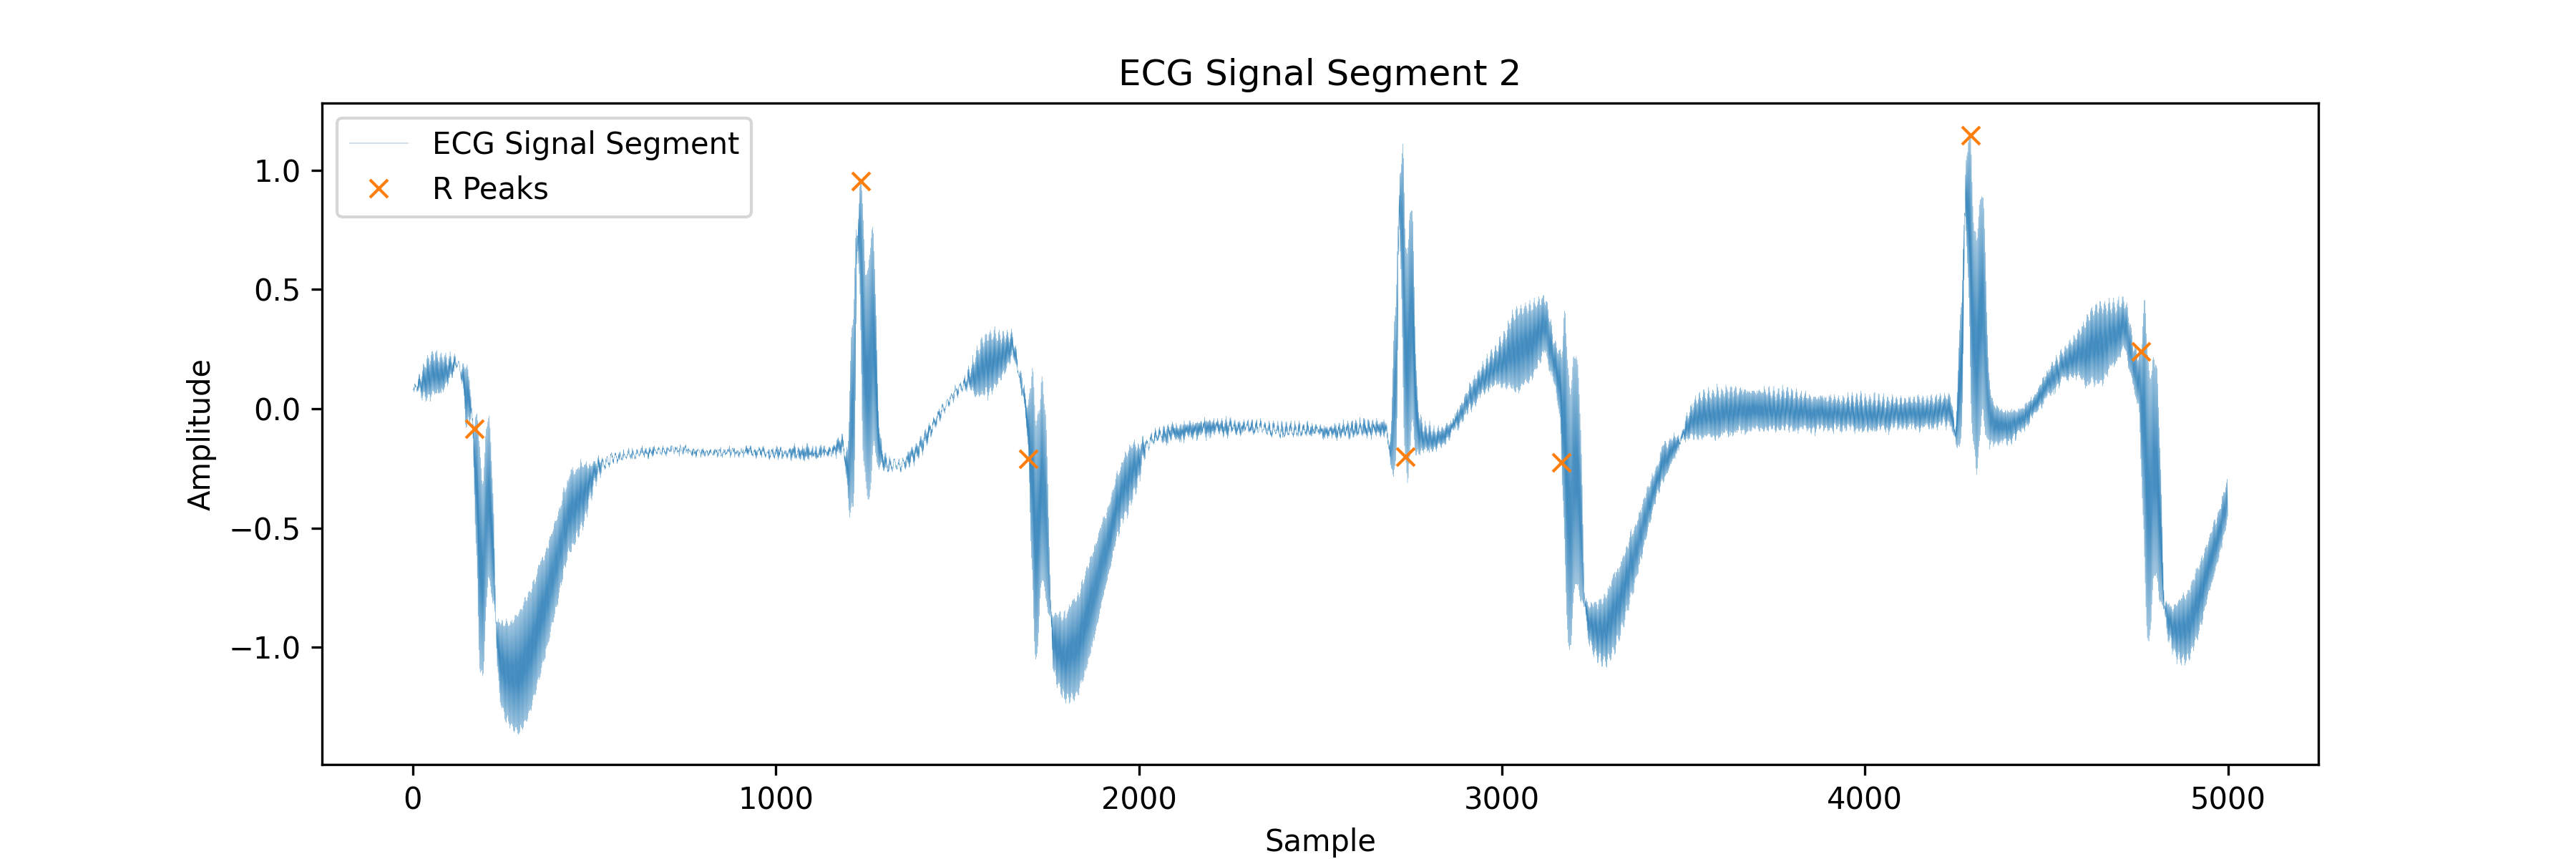 ECG Signal Segment 2
ECG Signal Segment
R Peaks
Amplitude
1.0
0.5
0.0
−0.5
−1.0
0 1000 2000 3000 4000 5000
Sample